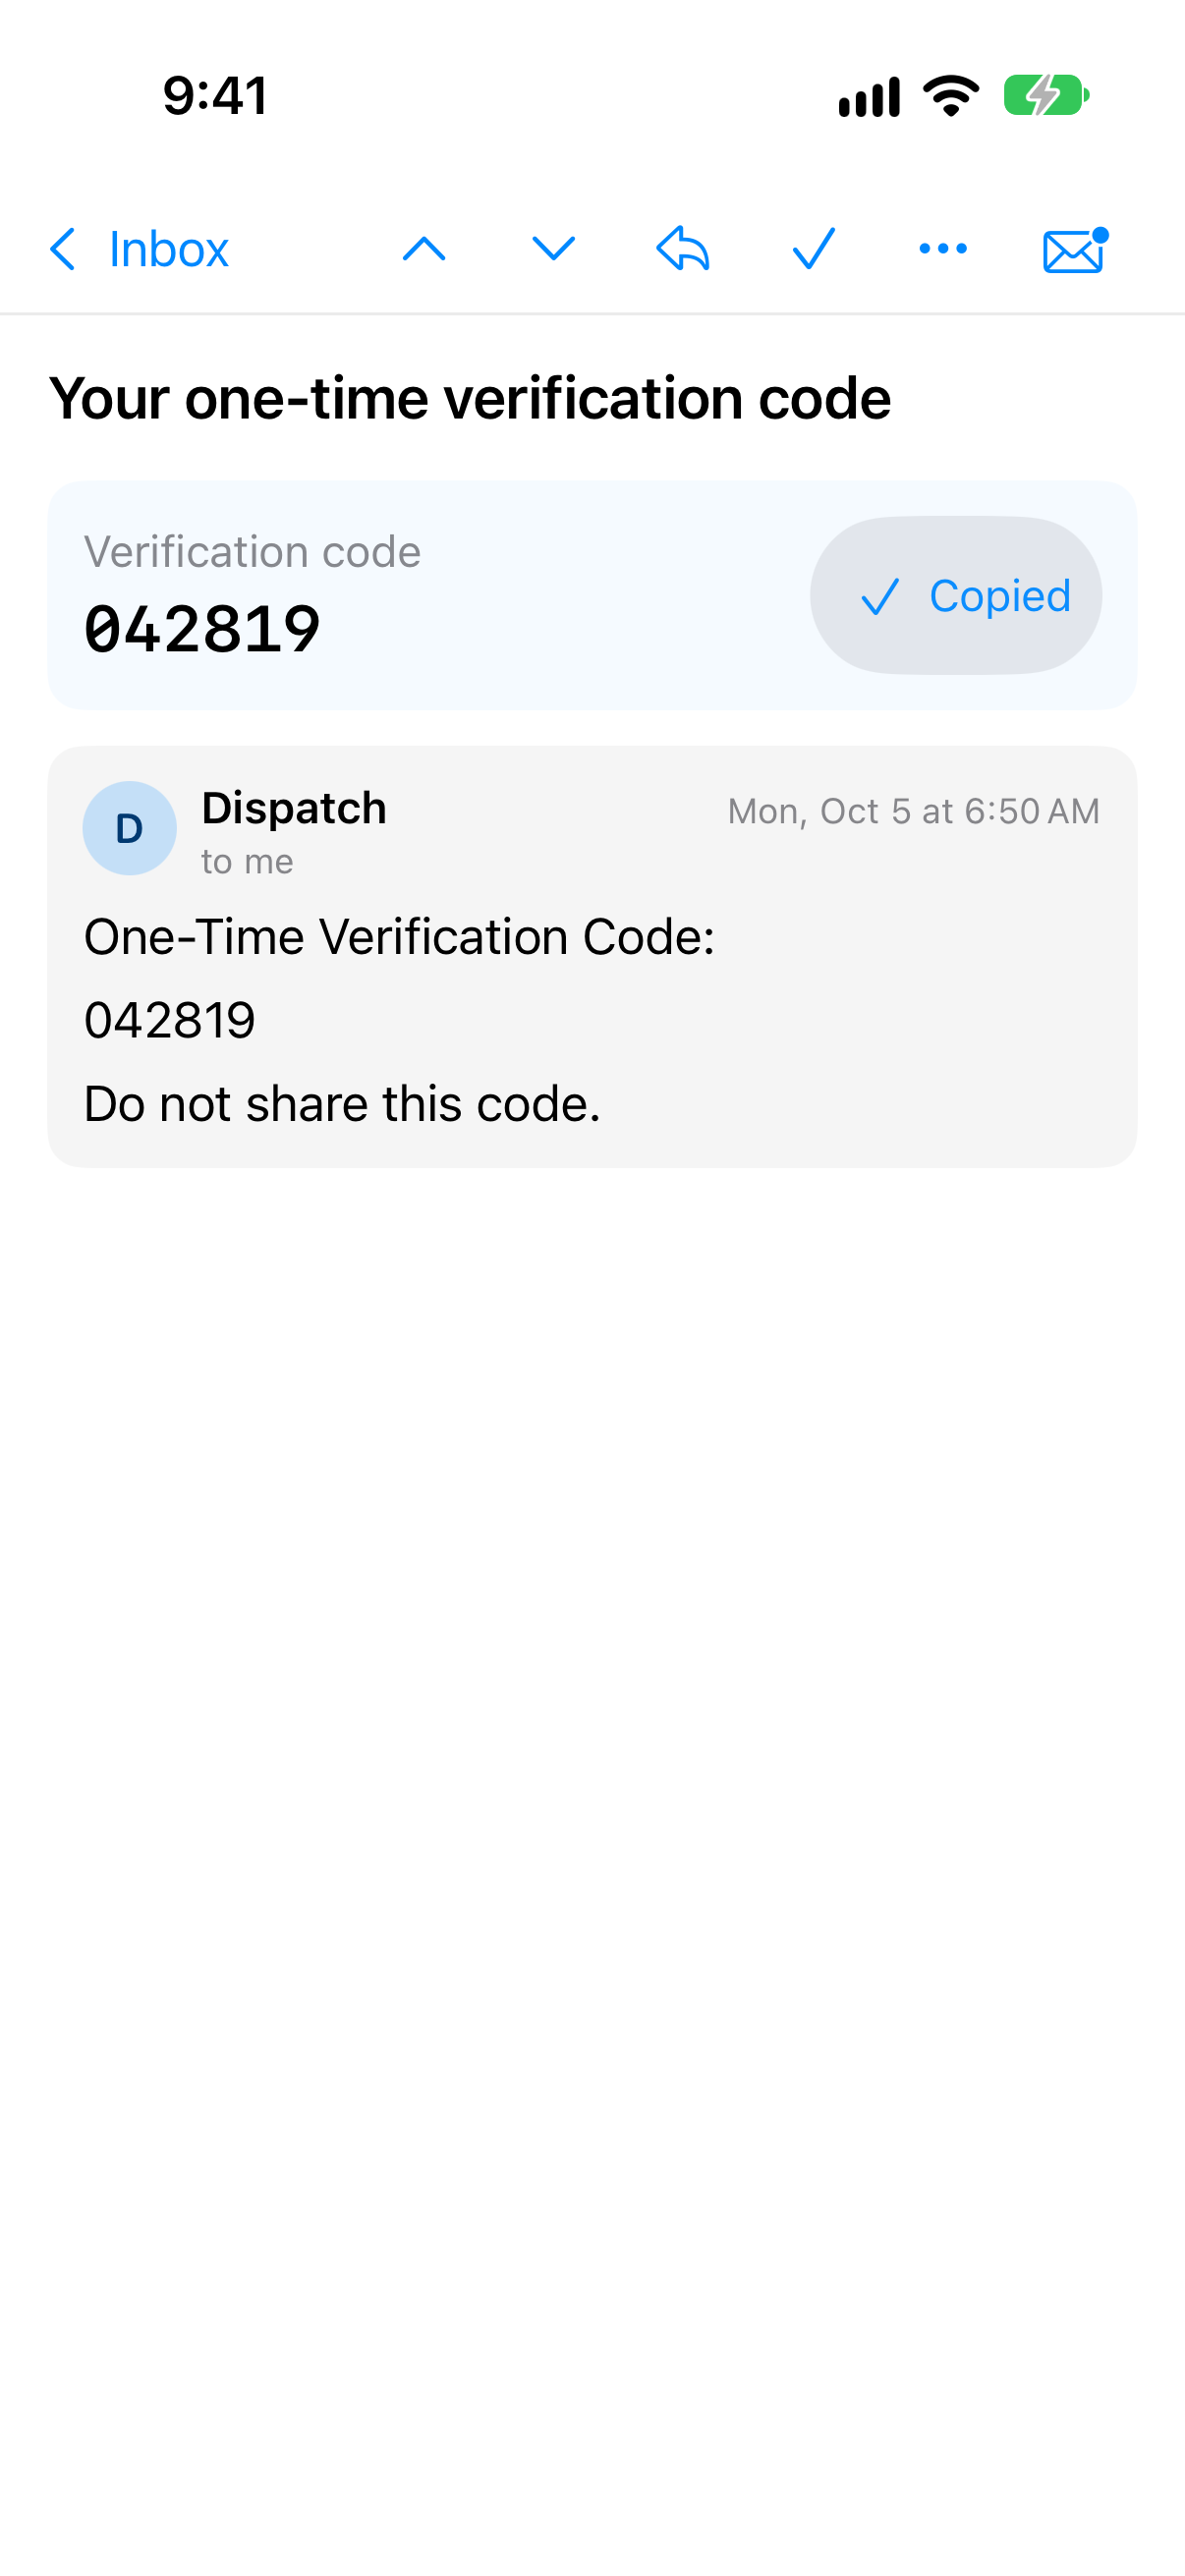 9:41
Inbox
Your one-time verification code
Verification code
042819
Copied
D
Dispatch
Mon, Oct 5 at 6:50 AM
to me
One-Time Verification Code:
042819
Do not share this code.